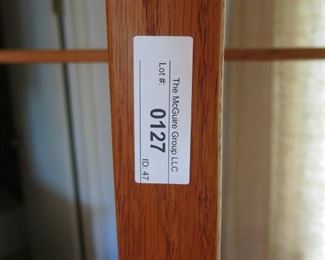 The McGuire Group LLC
Lot #:
0127
ID: 47